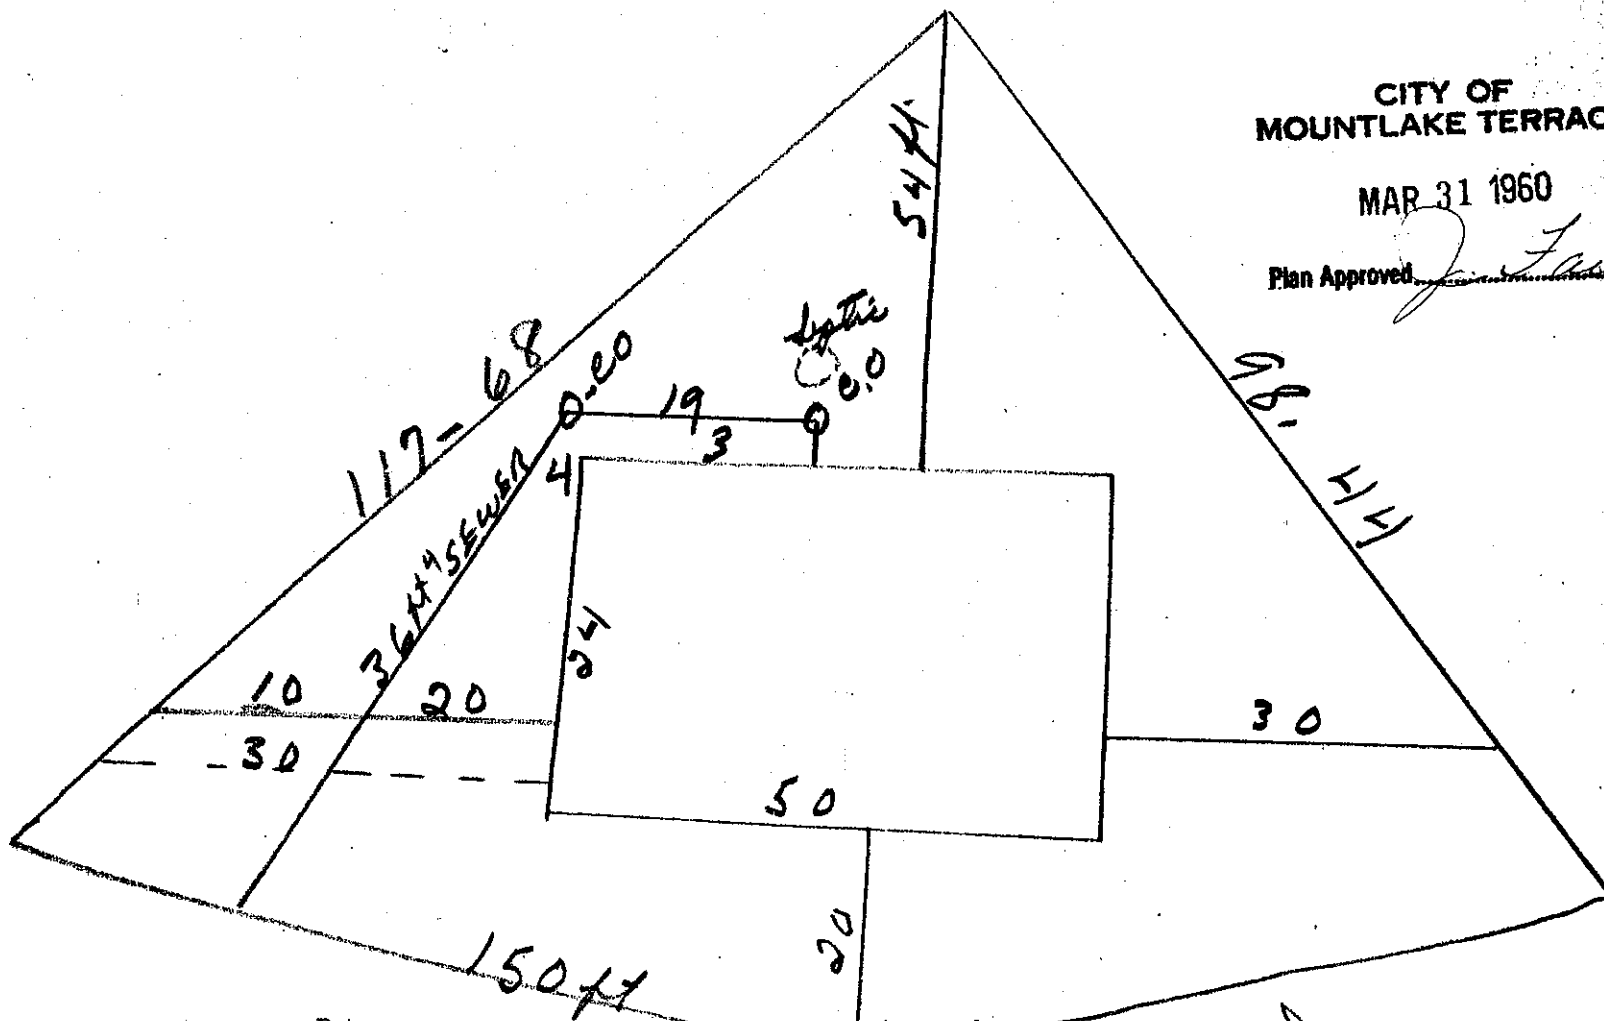 CITY OF
MOUNTLAKE TERRAC
MAR 31 1960
Plan Approved
54 ft.
117-68
98.44
c.o
c.o
19
3
4
36 ft 4" SEWER
24
10
20
30
30
50
20
150 ft